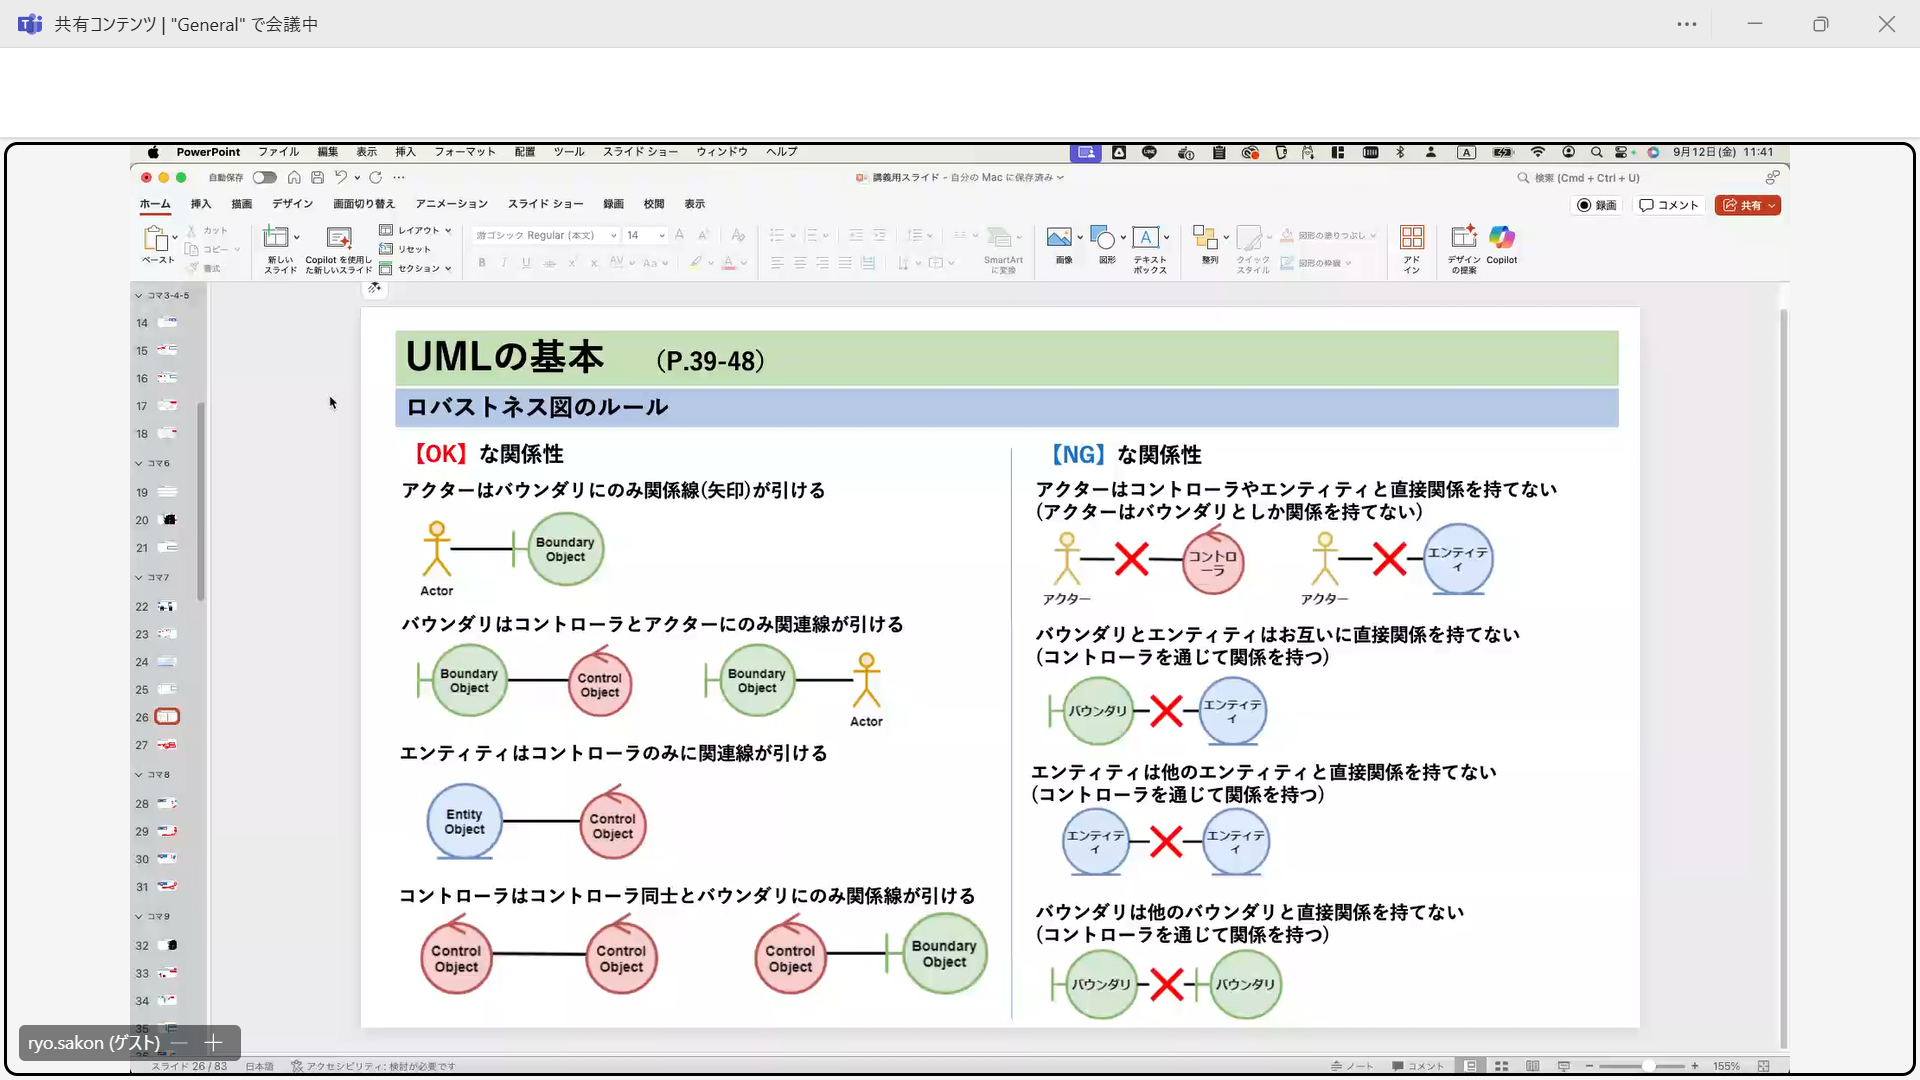 共有コンテンツ | "General" で会議中
PowerPoint ファイル 編集 表示 挿入 フォーマット 配置 ツール スライド ショー ウィンドウ ヘルプ
A 9月12日(金) 11:41
自動保存
講義用スライド - 自分の Mac に保存済み
検索 (Cmd + Ctrl + U)
ホーム 挿入 描画 デザイン 画面切り替え アニメーション スライド ショー 録画 校閲 表示
録画 コメント 共有
ペースト
カット
コピー
書式
新しい
スライド
Copilot を使用し
た新しいスライド
レイアウト
リセット
セクション
游ゴシック Regular (本文) 14
SmartArt
に変換
画像
図形
テキスト
ボックス
整列
クイック
スタイル
図形の塗りつぶし
図形の枠線
アド
イン
デザイン
の提案
Copilot
コマ3-4-5
14
15
16
17
18
コマ6
19
20
21
コマ7
22
23
24
25
26
27
コマ8
28
29
30
31
コマ9
32
33
34
35
UMLの基本 (P.39-48)
ロバストネス図のルール
【OK】な関係性
アクターはバウンダリにのみ関係線(矢印)が引ける
Boundary
Object
Actor
バウンダリはコントローラとアクターにのみ関連線が引ける
Boundary
Object
Control
Object
Boundary
Object
Actor
エンティティはコントローラのみに関連線が引ける
Entity
Object
Control
Object
コントローラはコントローラ同士とバウンダリにのみ関係線が引ける
Control
Object
Control
Object
Control
Object
Boundary
Object
【NG】な関係性
アクターはコントローラやエンティティと直接関係を持てない
(アクターはバウンダリとしか関係を持てない)
コントロ
ーラ
アクター
エンティテ
ィ
アクター
バウンダリとエンティティはお互いに直接関係を持てない
(コントローラを通じて関係を持つ)
バウンダリ
エンティテ
ィ
エンティティは他のエンティティと直接関係を持てない
(コントローラを通じて関係を持つ)
エンティテ
ィ
エンティテ
ィ
バウンダリは他のバウンダリと直接関係を持てない
(コントローラを通じて関係を持つ)
バウンダリ
バウンダリ
ryo.sakon (ゲスト)
スライド 26 / 83 日本語 アクセシビリティ: 検討が必要です
ノート コメント 155%